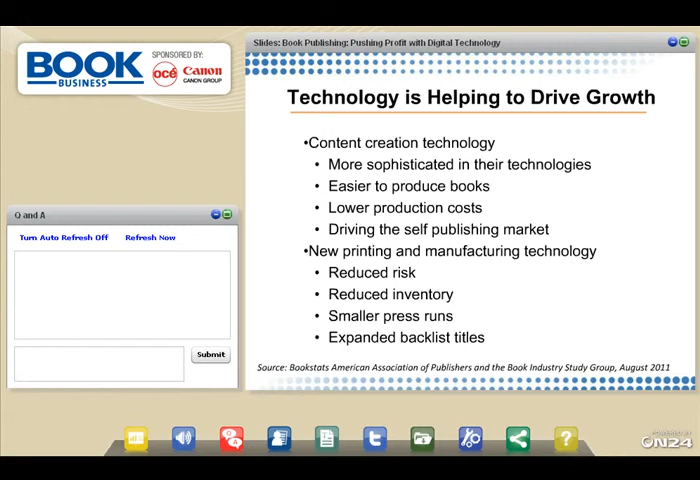 BOOK
BUSINESS
SPONSORED BY:
océ
Canon
CANON GROUP
Slides: Book Publishing: Pushing Profit with Digital Technology
Technology is Helping to Drive Growth
•Content creation technology
• More sophisticated in their technologies
• Easier to produce books
• Lower production costs
• Driving the self publishing market
•New printing and manufacturing technology
• Reduced risk
• Reduced inventory
• Smaller press runs
• Expanded backlist titles
Source: Bookstats American Association of Publishers and the Book Industry Study Group, August 2011
Q and A
Turn Auto Refresh Off Refresh Now
Submit
Q
A
?
POWERED BY
ON24